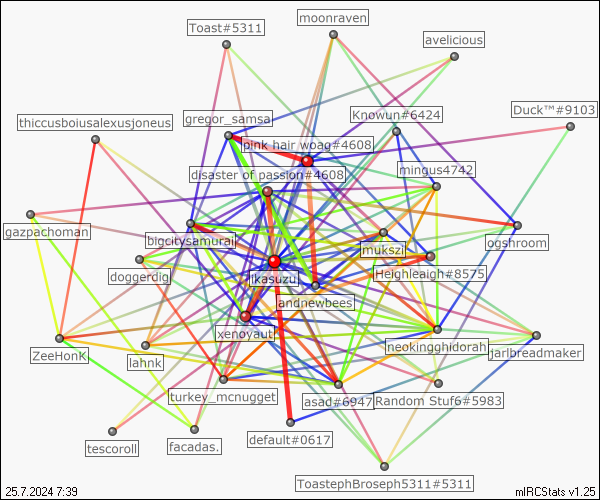 moonraven
Toast#5311
avelicious
Duck™#9103
gregor_samsa
Knowun#6424
thiccusboiusalexusjoneus
pink hair woag#4608
mingus4742
disaster of passion#4608
gazpachoman
bigcitysamurai
mukszi
ogshroom
doggerdig
ikasuzu
Heighleaigh#8575
andnewbees
xenoyaut
neokingghidorah
jarlbreadmaker
ZeeHonK
lahnk
turkey_mcnugget
asad#6947
Random Stuf6#5983
tescoroll
facadas.
default#0617
ToastephBroseph5311#5311
25.7.2024 7:39
mIRCStats v1.25